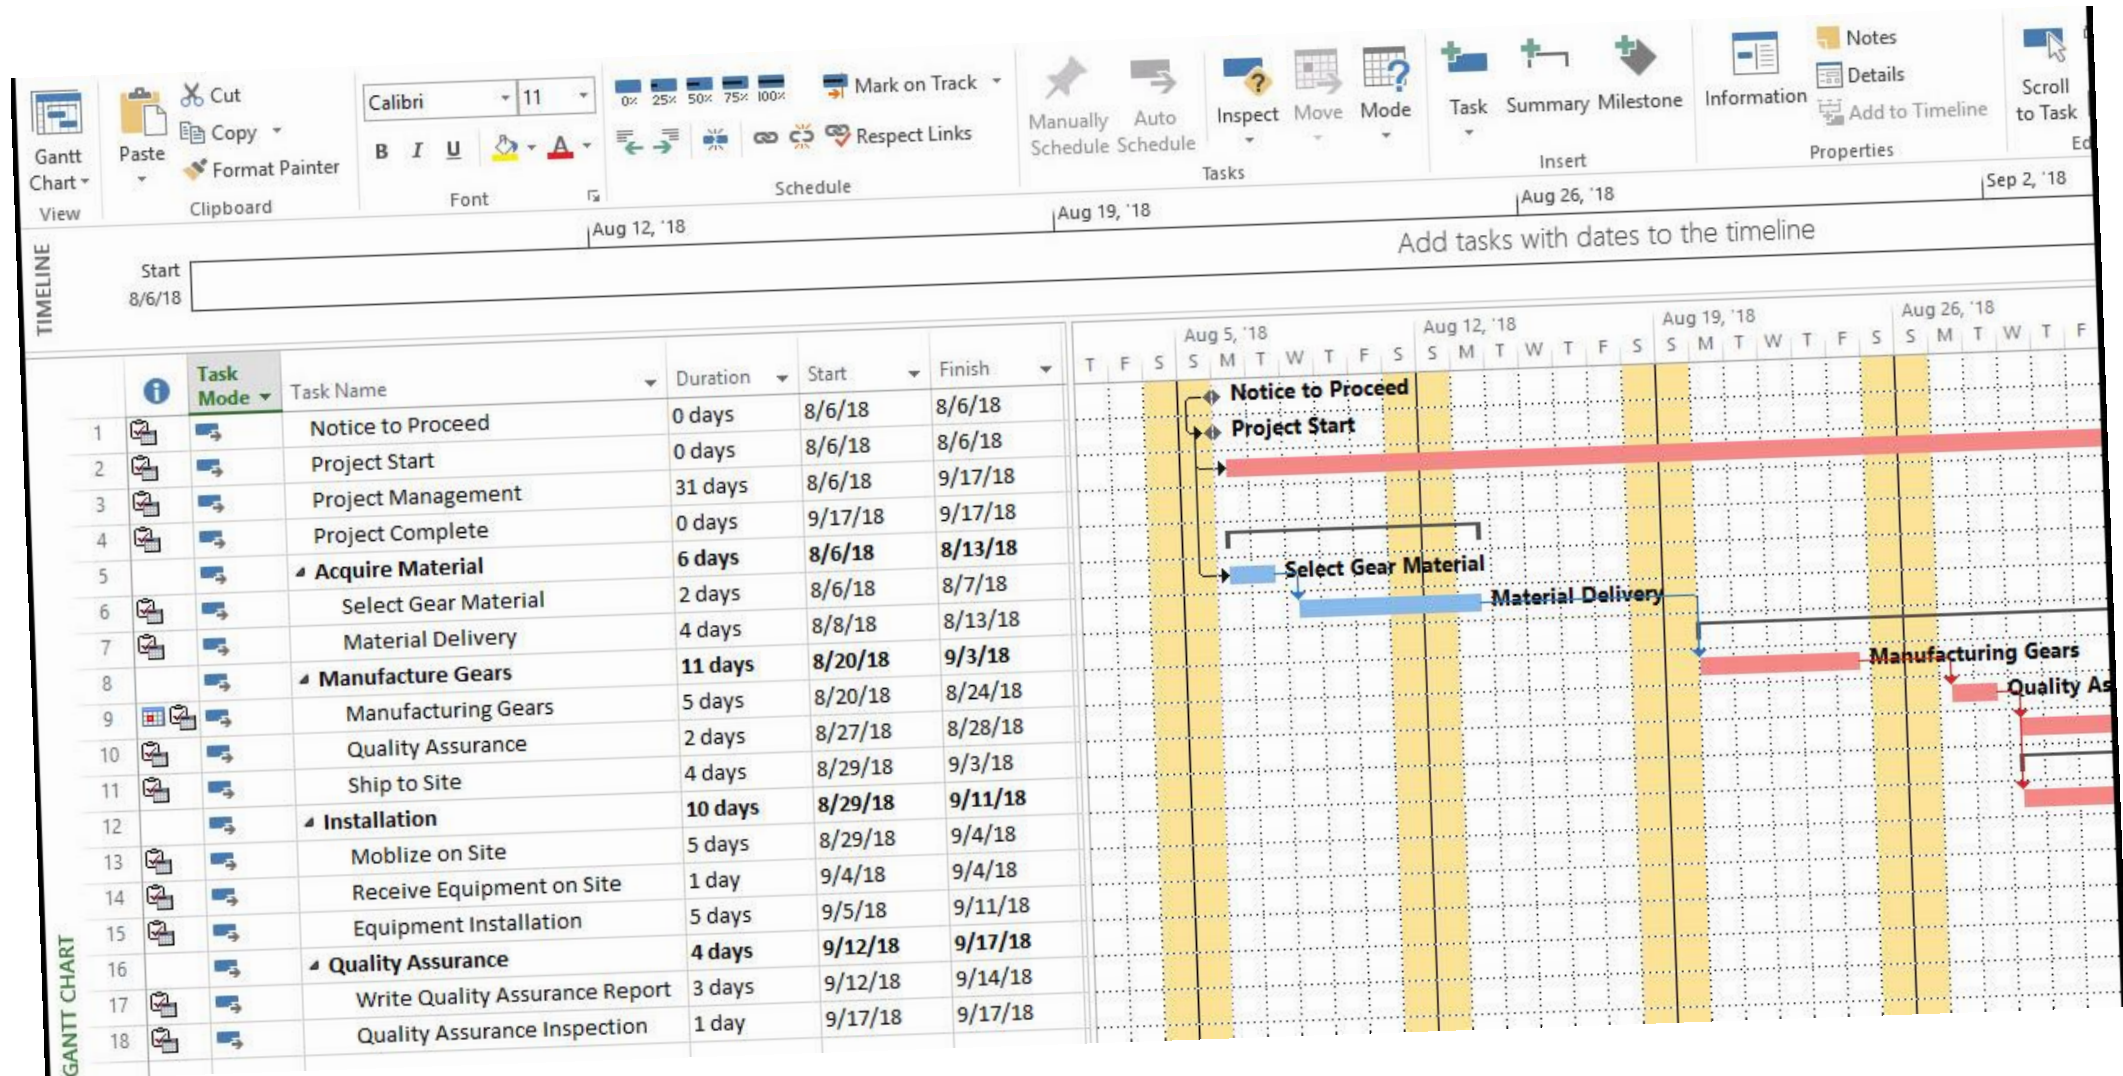 Gantt Chart
View
Paste
Cut
Copy
Format Painter
Clipboard
Calibri 11
B I U A
Font
0% 25% 50% 75% 100%
Mark on Track
Respect Links
Schedule
Manually Schedule
Auto Schedule
Inspect
Move
Mode
Tasks
Task
Summary
Milestone
Insert
Information
Notes
Details
Add to Timeline
Properties
Scroll to Task
Ed
TIMELINE
Aug 12, '18 Aug 19, '18 Aug 26, '18 Sep 2, '18
Start
8/6/18
Add tasks with dates to the timeline
GANTT CHART
Task Mode Task Name Duration Start Finish
1 Notice to Proceed 0 days 8/6/18 8/6/18
2 Project Start 0 days 8/6/18 8/6/18
3 Project Management 31 days 8/6/18 9/17/18
4 Project Complete 0 days 9/17/18 9/17/18
5 Acquire Material 6 days 8/6/18 8/13/18
6 Select Gear Material 2 days 8/6/18 8/7/18
7 Material Delivery 4 days 8/8/18 8/13/18
8 Manufacture Gears 11 days 8/20/18 9/3/18
9 Manufacturing Gears 5 days 8/20/18 8/24/18
10 Quality Assurance 2 days 8/27/18 8/28/18
11 Ship to Site 4 days 8/29/18 9/3/18
12 Installation 10 days 8/29/18 9/11/18
13 Moblize on Site 5 days 8/29/18 9/4/18
14 Receive Equipment on Site 1 day 9/4/18 9/4/18
15 Equipment Installation 5 days 9/5/18 9/11/18
16 Quality Assurance 4 days 9/12/18 9/17/18
17 Write Quality Assurance Report 3 days 9/12/18 9/14/18
18 Quality Assurance Inspection 1 day 9/17/18 9/17/18
Aug 5, '18 Aug 12, '18 Aug 19, '18 Aug 26, '18
T F S S M T W T F S S M T W T F S S M T W T F S S M T W T F
Notice to Proceed
Project Start
Select Gear Material
Material Delivery
Manufacturing Gears
Quality As